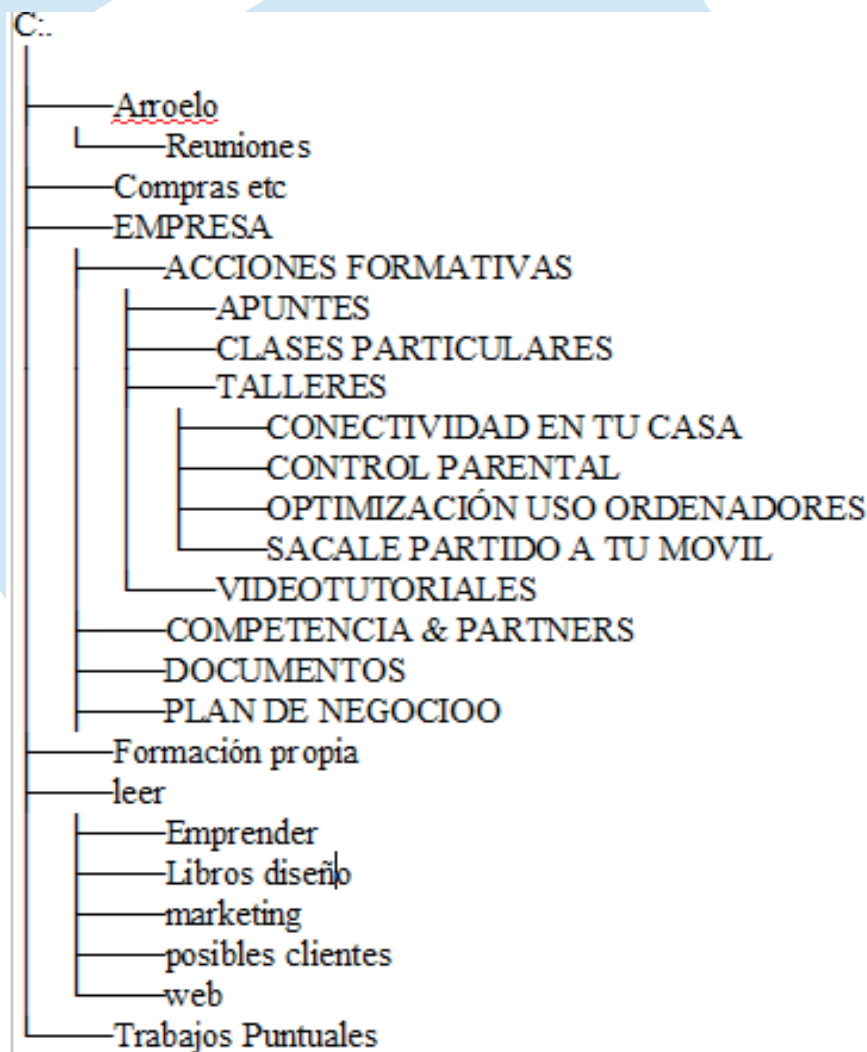 C:.
Arroelo
Reuniones
Compras etc
EMPRESA
ACCIONES FORMATIVAS
APUNTES
CLASES PARTICULARES
TALLERES
CONECTIVIDAD EN TU CASA
CONTROL PARENTAL
OPTIMIZACIÓN USO ORDENADORES
SACALE PARTIDO A TU MOVIL
VIDEOTUTORIALES
COMPETENCIA & PARTNERS
DOCUMENTOS
PLAN DE NEGOCIOO
Formación propia
leer
Emprender
Libros diseño
marketing
posibles clientes
web
Trabajos Puntuales